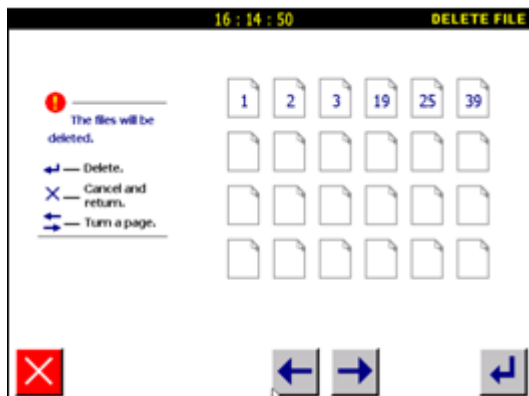 16 : 14 : 50 DELETE FILE
The files will be
deleted.
Delete.
Cancel and
return.
Turn a page.
1 2 3 19 25 39